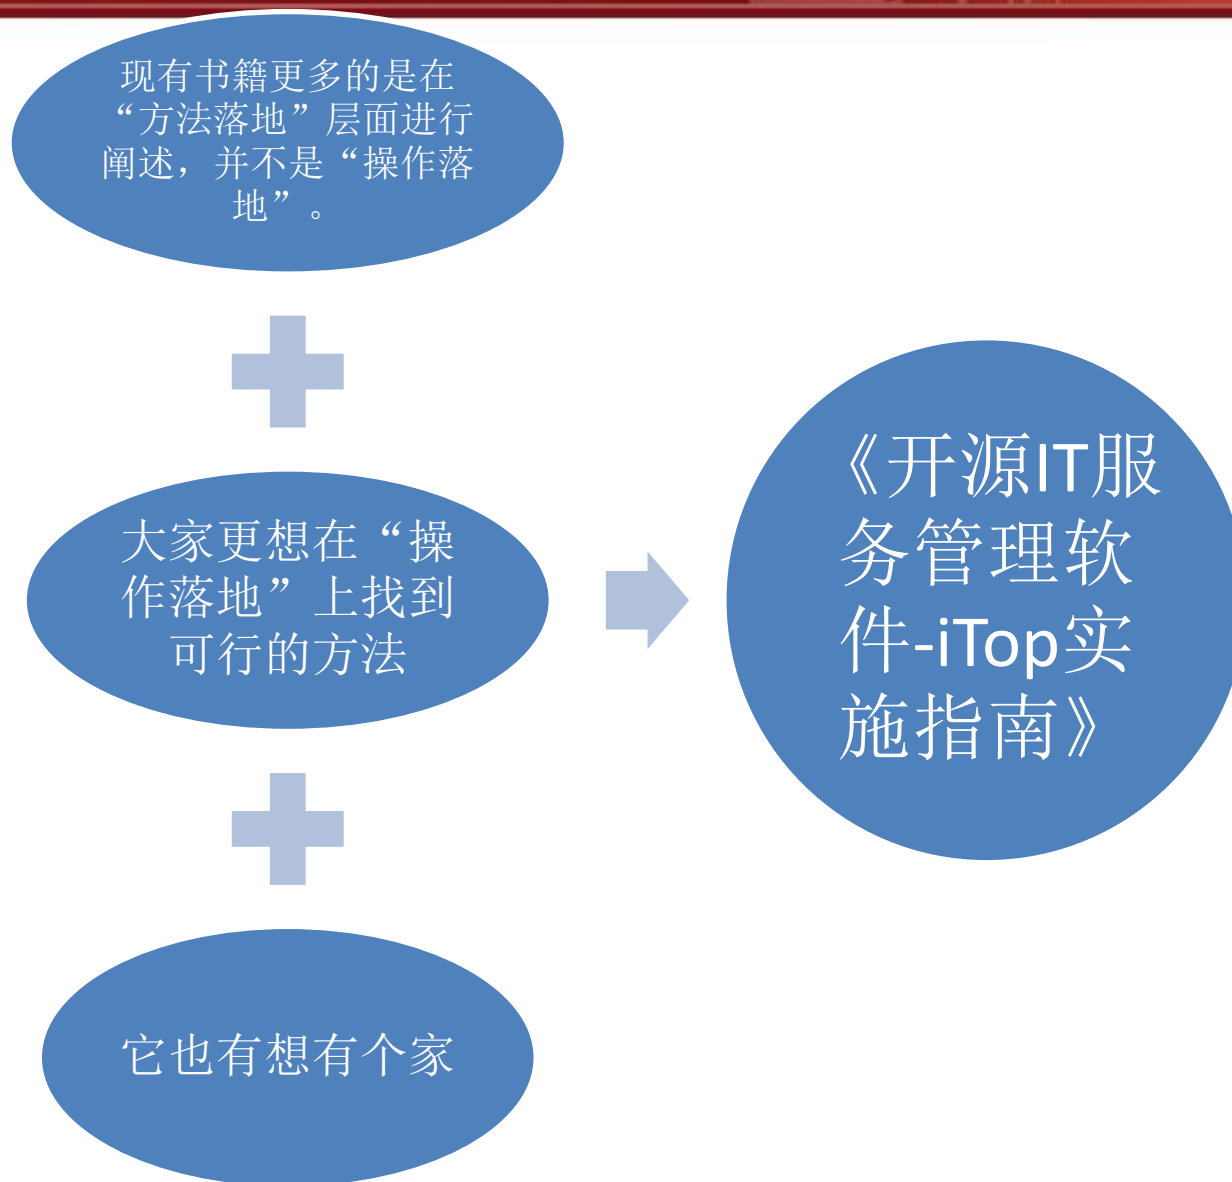 现有书籍更多的是在
“方法落地”层面进行
阐述，并不是“操作落
地”。
大家更想在“操
作落地”上找到
可行的方法
它也有想有个家
《开源IT服
务管理软
件-iTop实
施指南》